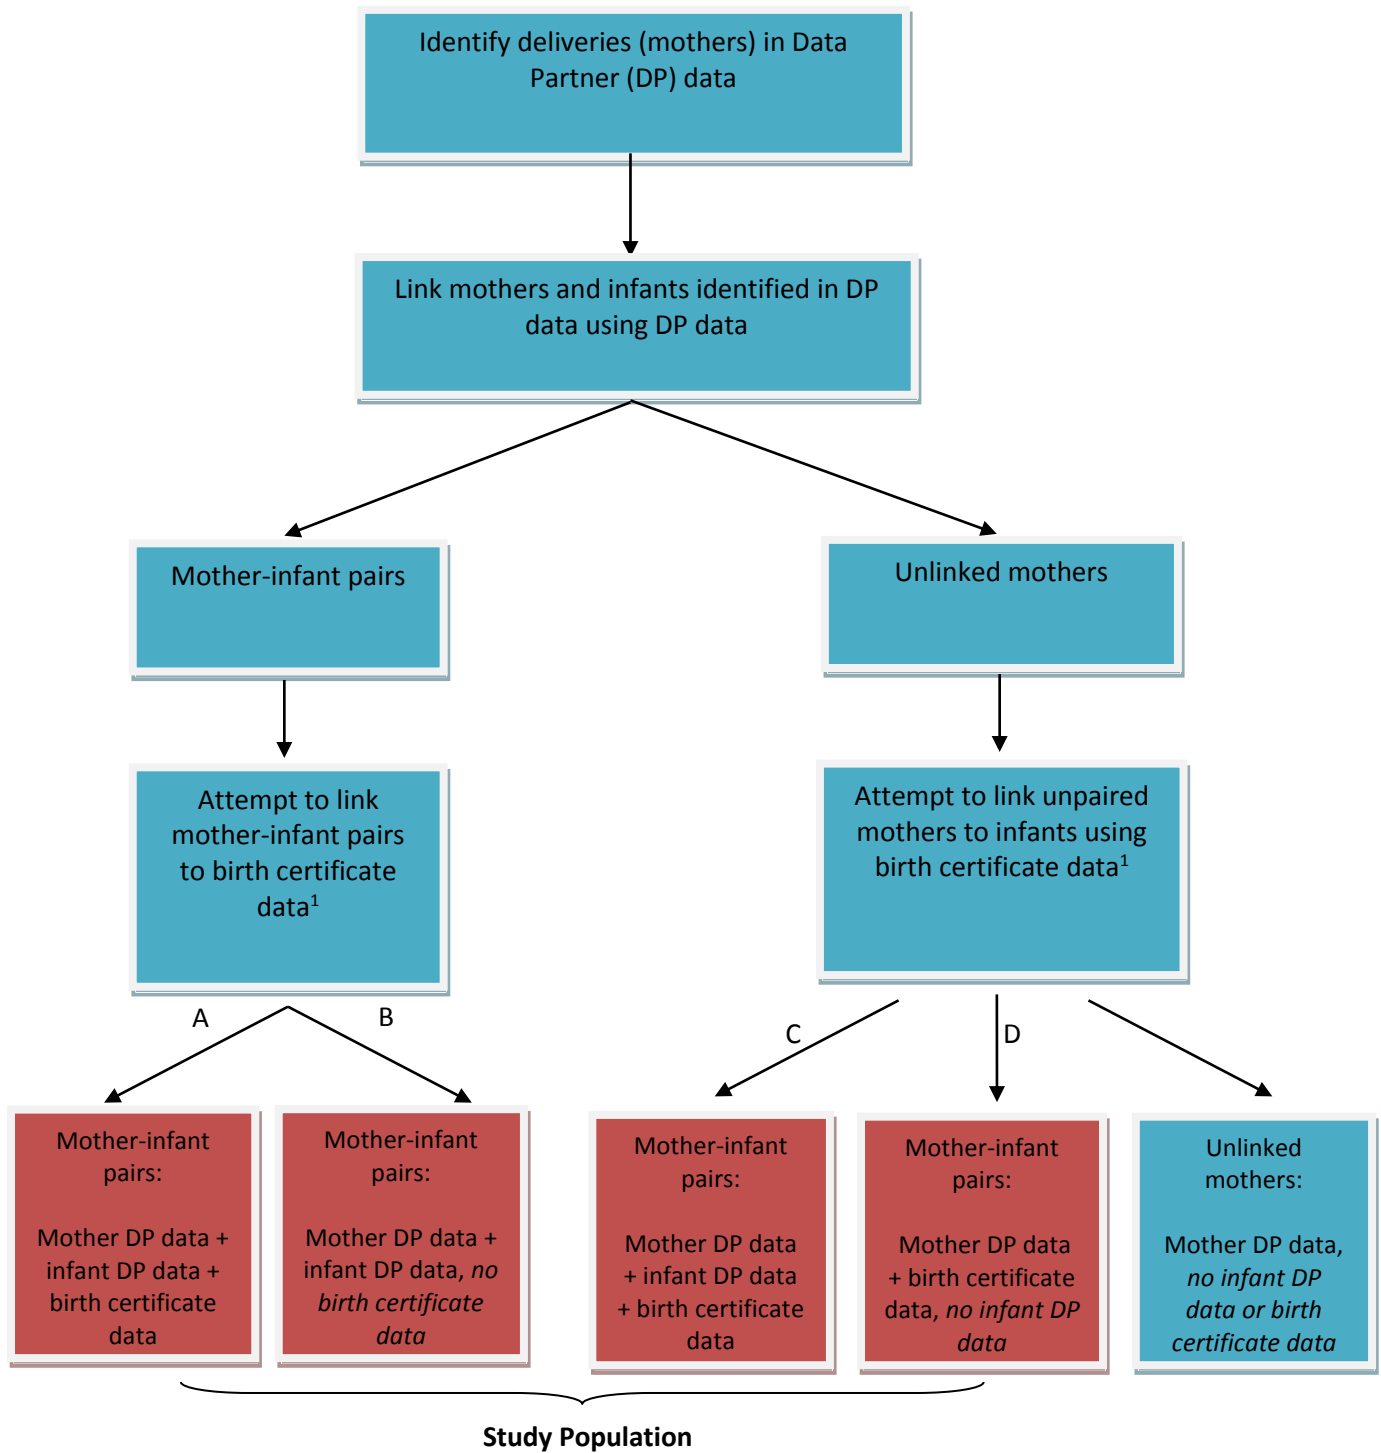 Identify deliveries (mothers) in Data
Partner (DP) data
Link mothers and infants identified in DP
data using DP data
Mother-infant pairs
Unlinked mothers
Attempt to link
mother-infant pairs
to birth certificate
data¹
Attempt to link unpaired
mothers to infants using
birth certificate data¹
A
B
C
D
Mother-infant
pairs:
Mother DP data +
infant DP data +
birth certificate
data
Mother-infant
pairs:
Mother DP data +
infant DP data, no
birth certificate
data
Mother-infant
pairs:
Mother DP data
+ infant DP data
+ birth certificate
data
Mother-infant
pairs:
Mother DP data
+ birth certificate
data, no infant DP
data
Unlinked
mothers:
Mother DP data,
no infant DP
data or birth
certificate data
Study Population